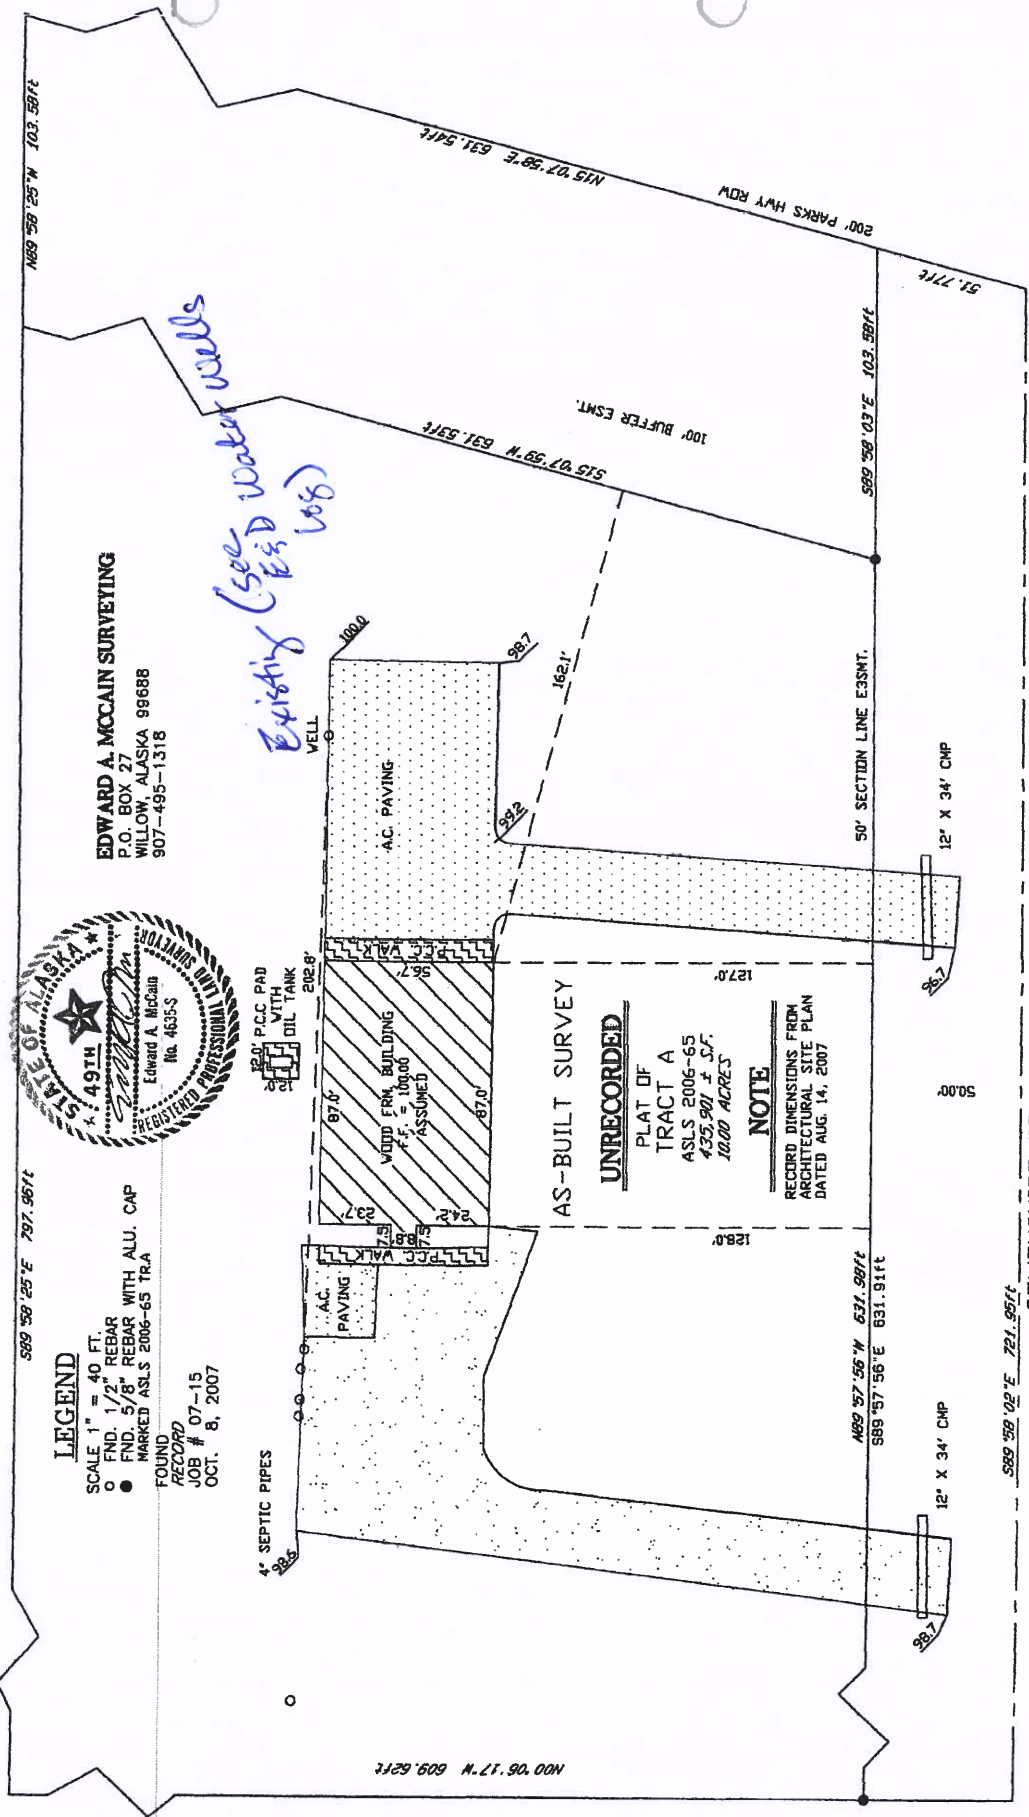 N89°58'25"W 103.58ft
S89°58'25"E 797.95ft
EDWARD A. MCCAIN SURVEYING
P.O. BOX 27
WILLOW, ALASKA 99688
907-495-1318
STATE OF ALASKA
49TH
Edward A. McCain
No. 4635-S
REGISTERED PROFESSIONAL LAND SURVEYOR
LEGEND
SCALE 1" = 40 FT.
○ FND. 1/2" REBAR
● FND. 5/8" REBAR WITH ALU. CAP
MARKED ASLS 2006-65 TR.A
FOUND
RECORD
JOB # 07-15
OCT. 8, 2007
Existing (see Water wells
log)
N15°07'58"E 631.54ft
200' PARKS HWY ROW
51.77ft
S15°07'59"W 631.53ft
100' BUFFER ESMT.
S89°58'03"E 103.58ft
WELL
100.0
98.7
162.1'
A.C. PAVING
99.2
12.0' P.C.C PAD
WITH
OIL TANK
202.8'
P.C.C. WALK
56.7'
87.0'
WOOD FRM. BUILDING
F.F. = 100.00
ASSUMED
87.0'
23.7'
24.2'
7.5'
8.8'
7.5'
P.C.C. WALK
A.C.
PAVING
4" SEPTIC PIPES
98.6
AS-BUILT SURVEY
UNRECORDED
PLAT OF
TRACT A
ASLS 2006-65
435,901 ± S.F.
10.00 ACRES
NOTE
RECORD DIMENSIONS FROM
ARCHITECTURAL SITE PLAN
DATED AUG. 14, 2007
127.0'
128.0'
50' SECTION LINE E3SMT.
12" X 34' CMP
96.7
50.00'
N89°57'56"W 631.98ft
S89°57'56"E 631.91ft
12" X 34' CMP
98.7
S89°58'02"E 721.95ft
N00°06'17"W 609.62ft